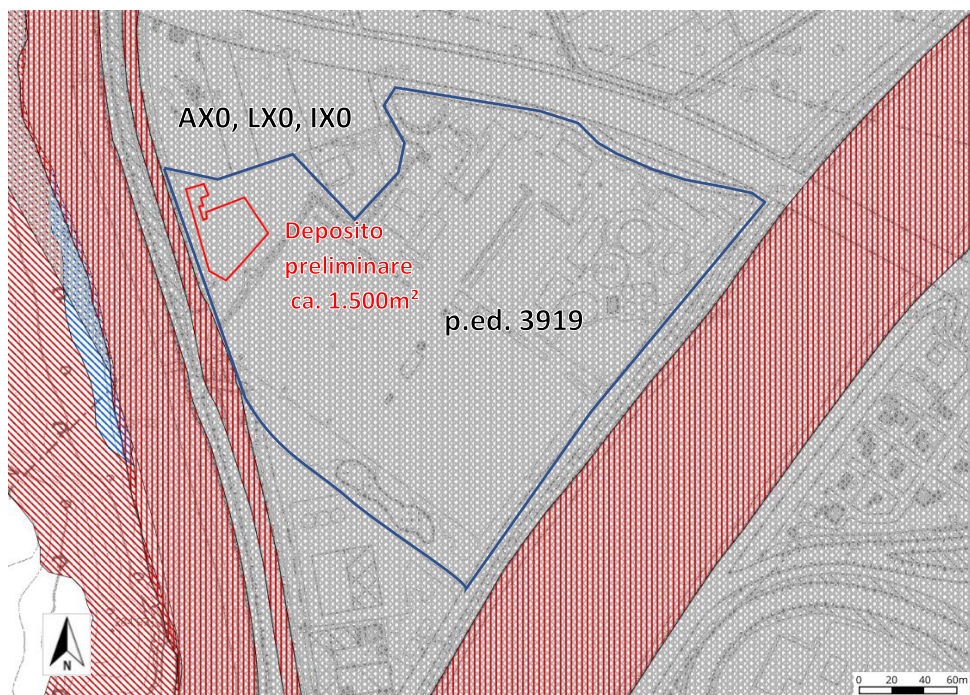 AX0, LX0, IX0
Deposito
preliminare
ca. 1.500m²
p.ed. 3919
N
0 20 40 60m